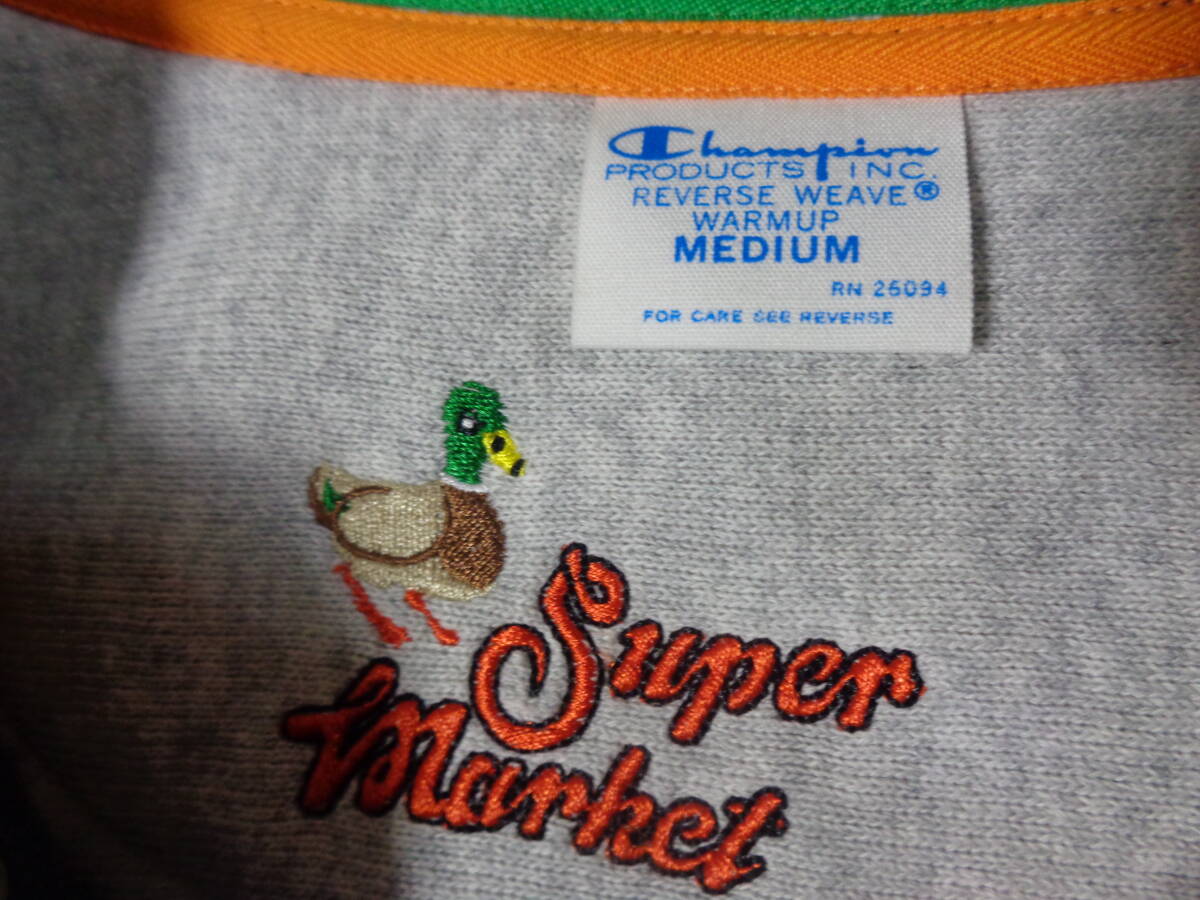 Champion
PRODUCTS INC.
REVERSE WEAVE®
WARMUP
MEDIUM
RN 26094
FOR CARE SEE REVERSE
Super
Market